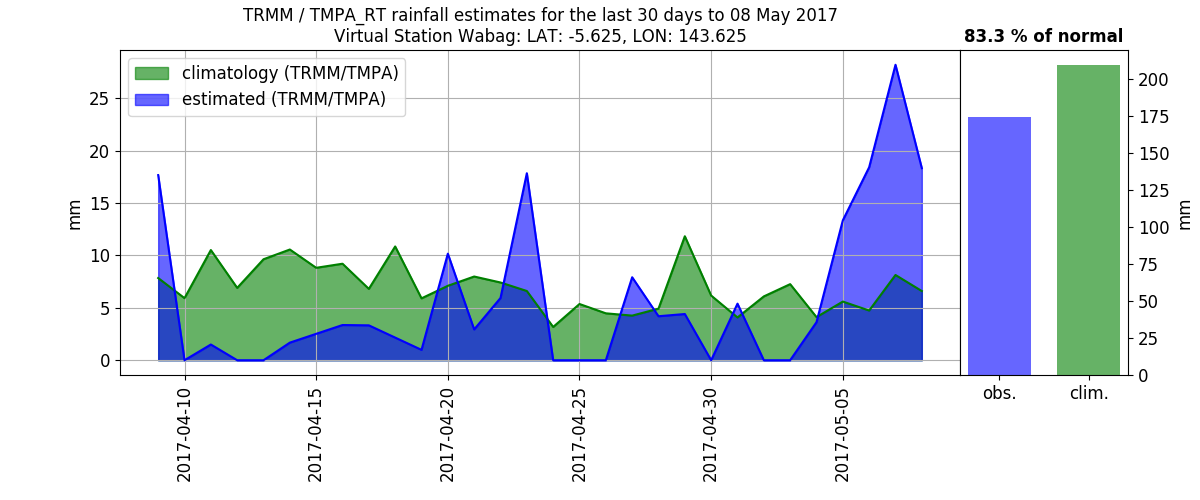 TRMM / TMPA_RT rainfall estimates for the last 30 days to 08 May 2017
Virtual Station Wabag: LAT: -5.625, LON: 143.625
83.3 % of normal
climatology (TRMM/TMPA)
estimated (TRMM/TMPA)
mm
25
20
15
10
5
0
2017-04-10
2017-04-15
2017-04-20
2017-04-25
2017-04-30
2017-05-05
200
175
150
125
100
75
50
25
0
mm
obs.
clim.